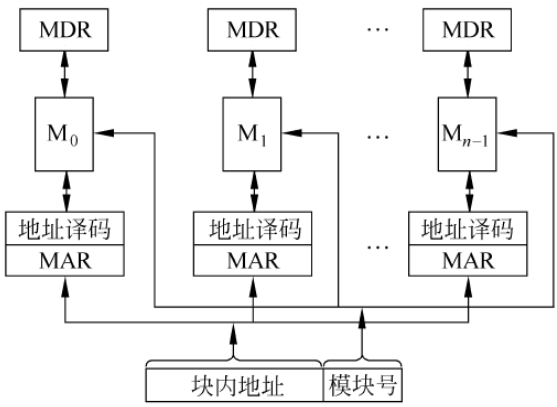 MDR MDR … MDR
M0 M1 … Mn–1
地址译码 地址译码 地址译码
MAR MAR … MAR
块内地址 模块号